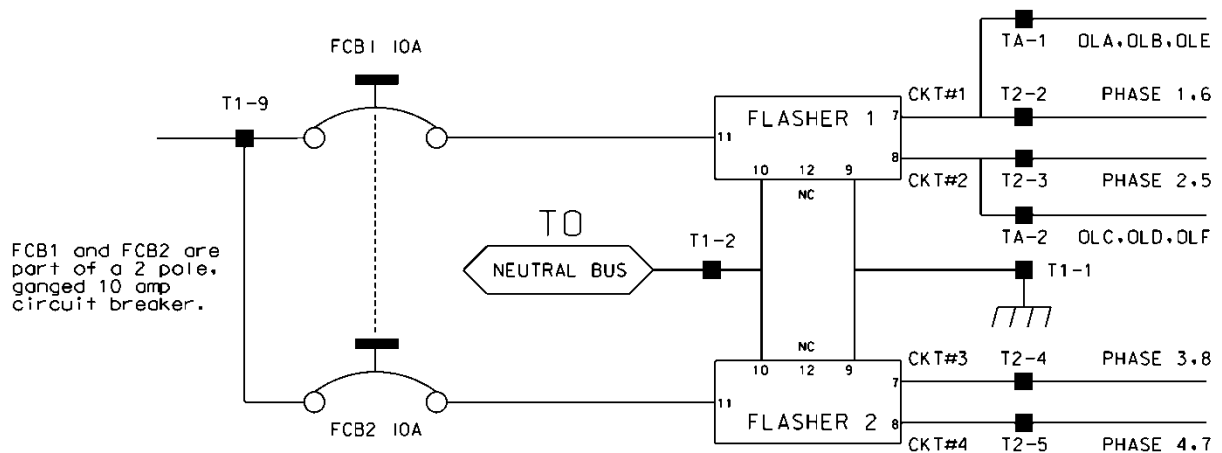 FCB1 10A
T1-9
FCB1 and FCB2 are
part of a 2 pole,
ganged 10 amp
circuit breaker.
FCB2 10A
TO
NEUTRAL BUS
T1-2
FLASHER 1
11
10 12 9
NC
7
8
CKT#1
CKT#2
TA-1 OLA,OLB,OLE
T2-2 PHASE 1,6
T2-3 PHASE 2,5
TA-2 OLC,OLD,OLF
T1-1
NC
10 12 9
11
FLASHER 2
7
8
CKT#3 T2-4 PHASE 3,8
CKT#4 T2-5 PHASE 4,7